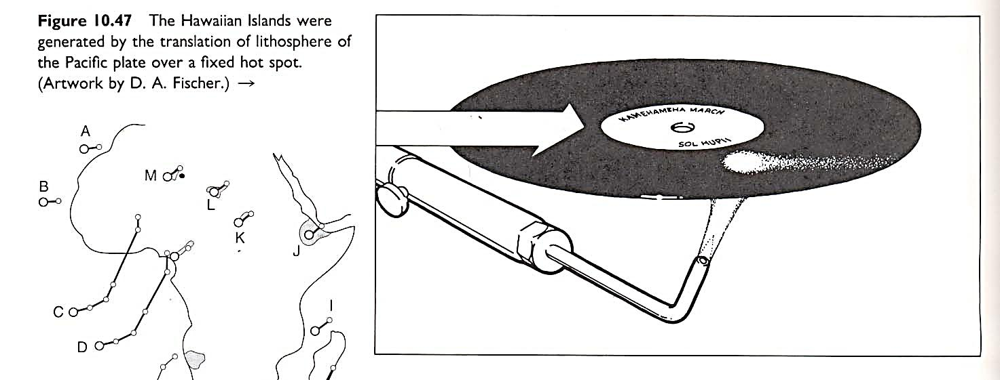 Figure 10.47 The Hawaiian Islands were
generated by the translation of lithosphere of
the Pacific plate over a fixed hot spot.
(Artwork by D. A. Fischer.) →
A
B
M
L
K
J
C
D
I
KAMEHAMEHA MARCH
SOL HUPII